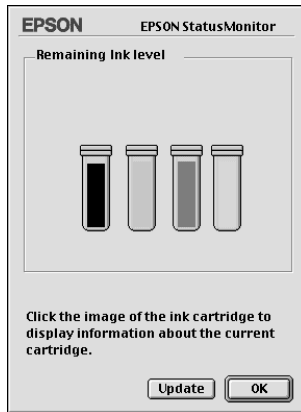 EPSON EPSON StatusMonitor
Remaining Ink level
Click the image of the ink cartridge to
display information about the current
cartridge.
Update OK